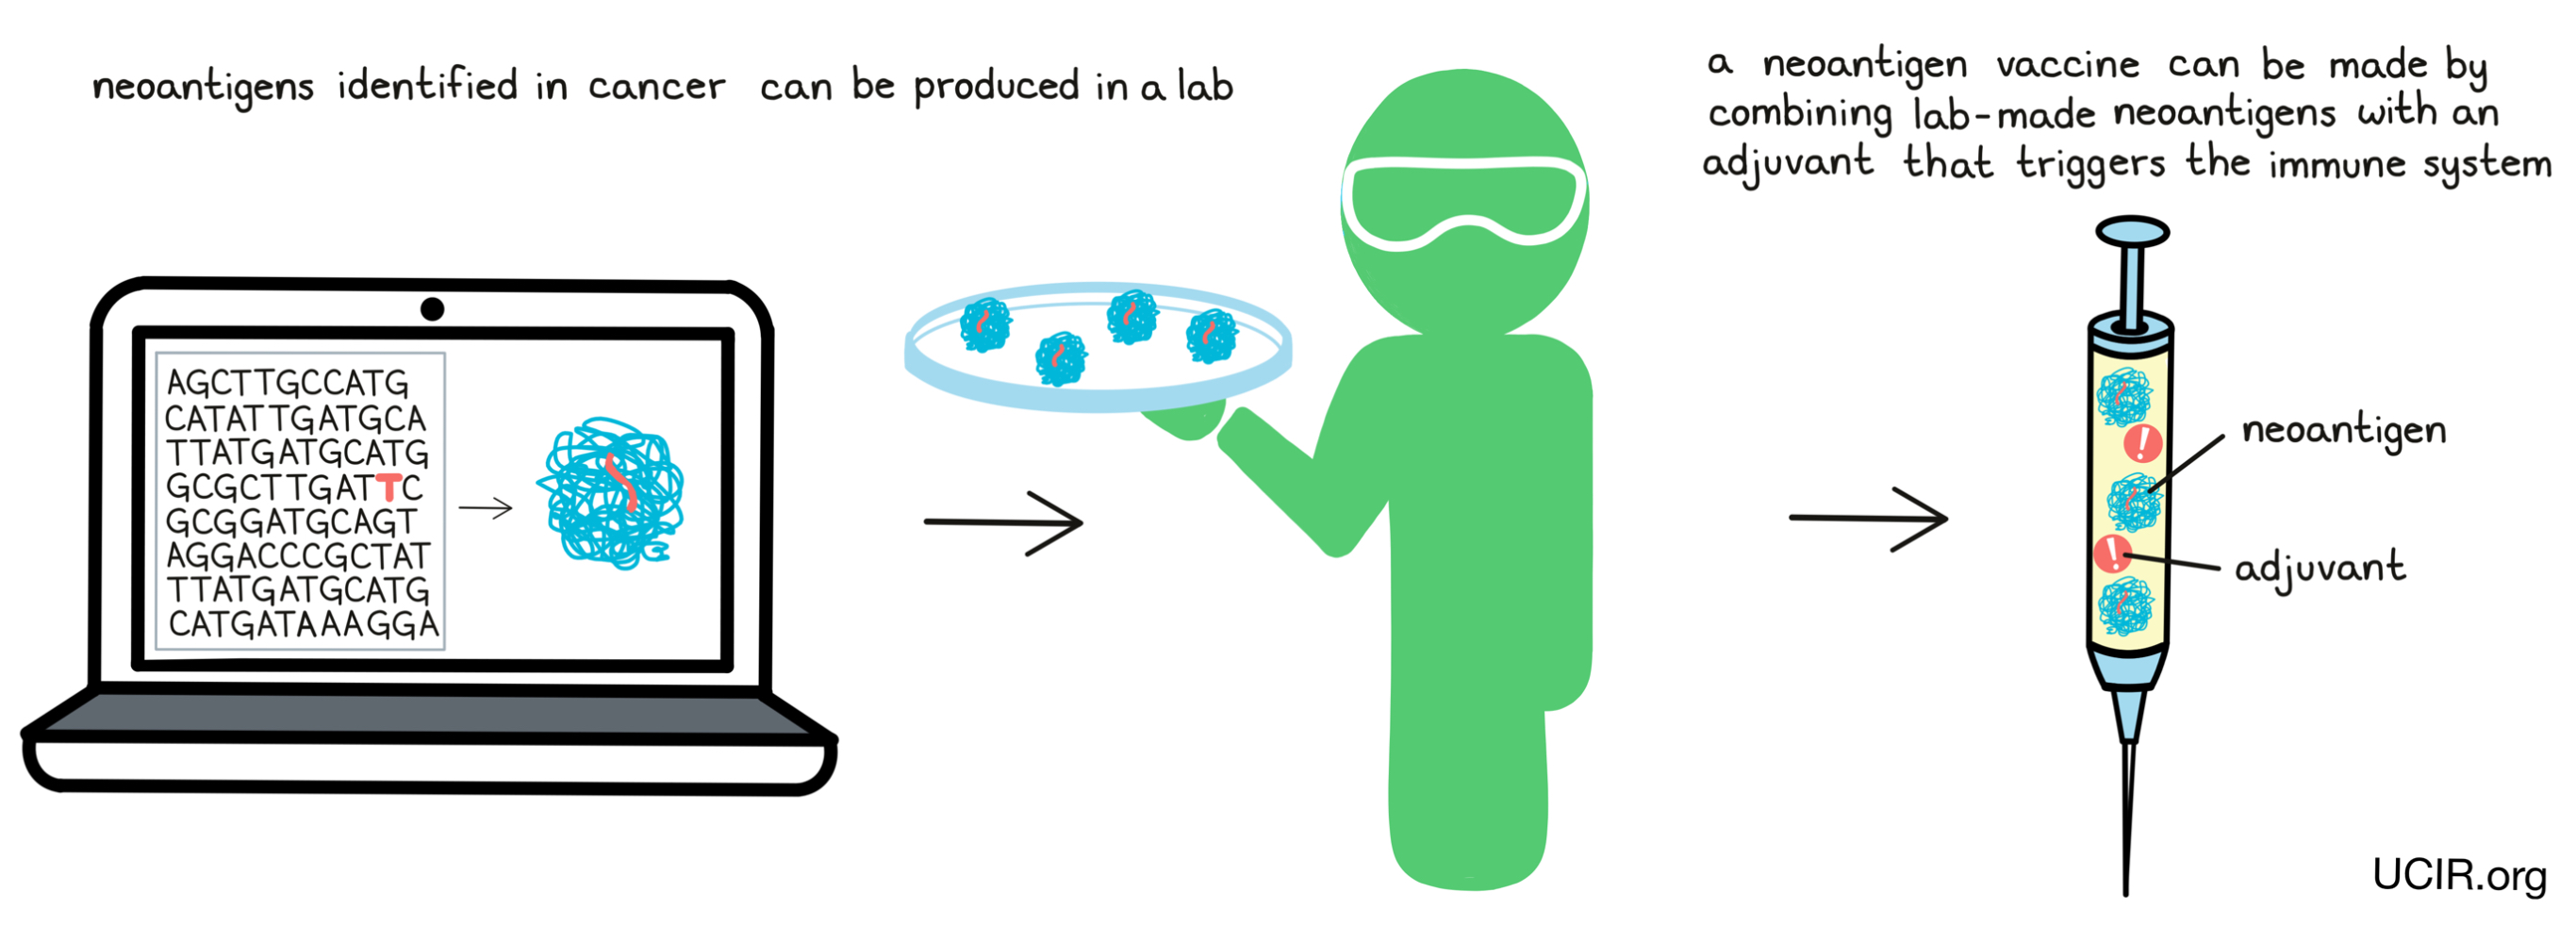 neoantigens identified in cancer can be produced in a lab
a neoantigen vaccine can be made by
combining lab-made neoantigens with an
adjuvant that triggers the immune system
AGCTTGCCATG
CATATTGATGCA
TTATGATGCATG
GCGCTTGATTC
GCGGATGCAGT
AGGACCCGCTAT
TTATGATGCATG
CATGATAAAGGA
neoantigen
adjuvant
UCIR.org